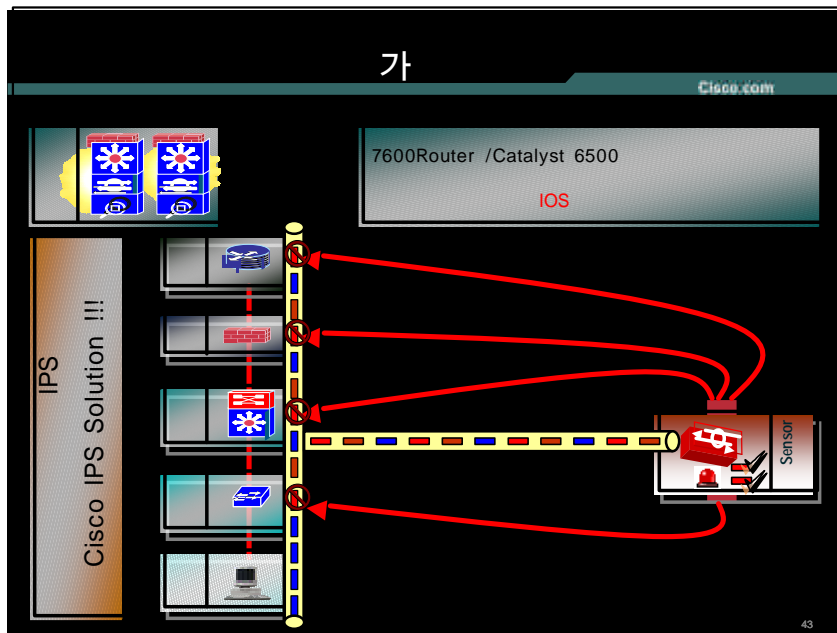 가
Cisco.com
7600Router /Catalyst 6500
IOS
IPS
Cisco IPS Solution !!!
Sensor
43